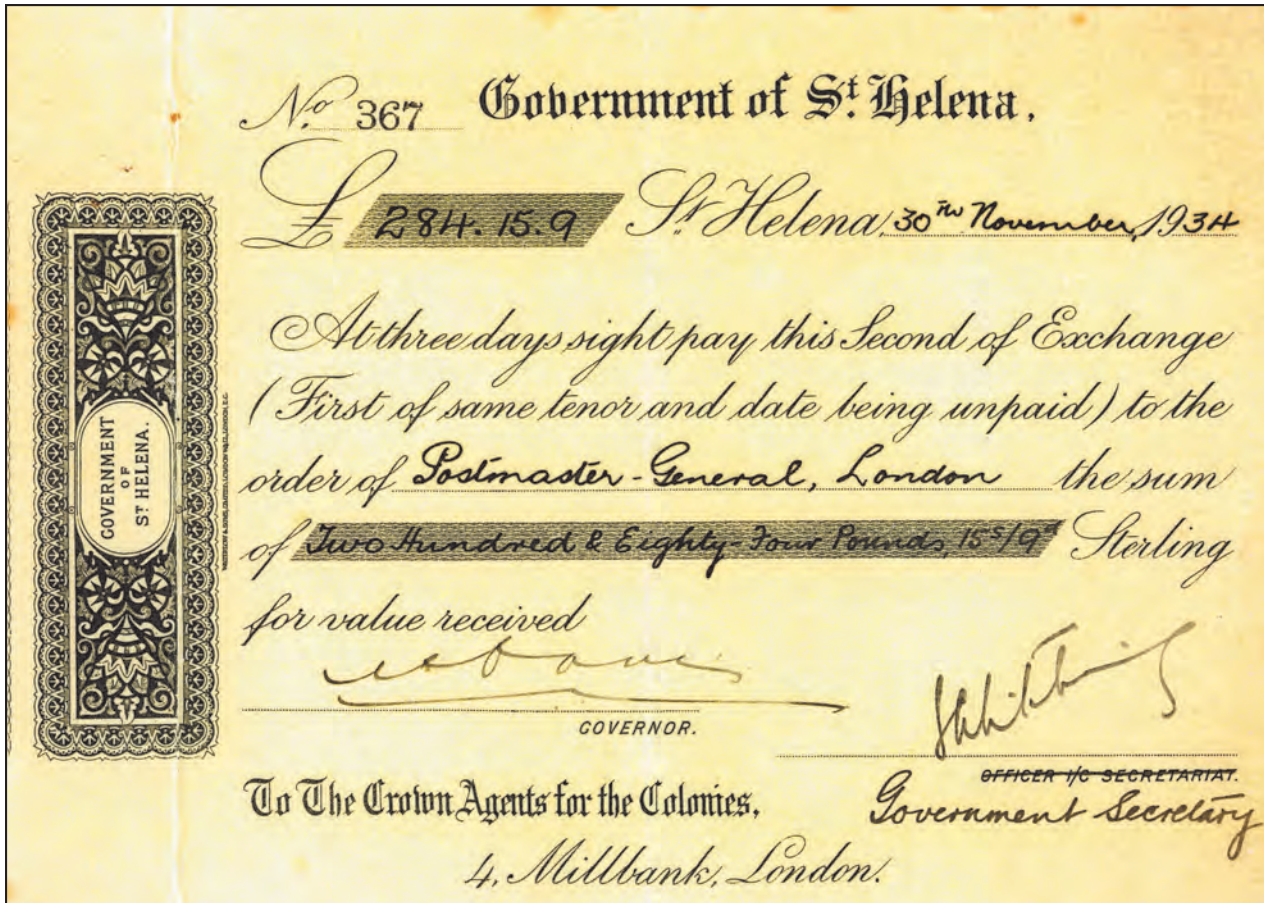 No 367 Government of St. Helena.
£ 284.15.9 St. Helena, 30th November, 1934
At three days sight pay this Second of Exchange
(First of same tenor and date being unpaid) to the
order of Postmaster-General, London the sum
of Two Hundred & Eighty-Four Pounds, 15s/9d Sterling
for value received
GOVERNOR.
OFFICER I/C SECRETARIAT.
Government Secretary
To The Crown Agents for the Colonies,
4, Millbank, London.
GOVERNMENT
OF
ST HELENA.